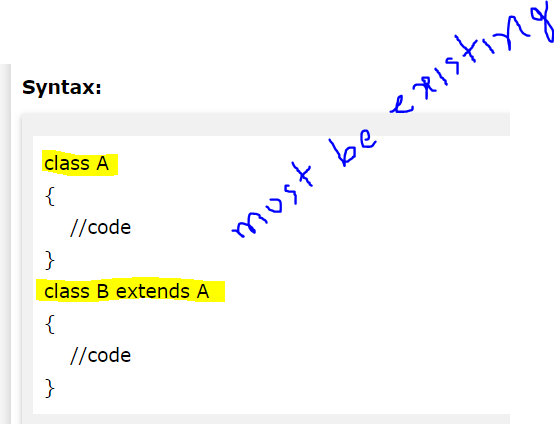 Syntax:
must be existing
class A
{
//code
}
class B extends A
{
//code
}